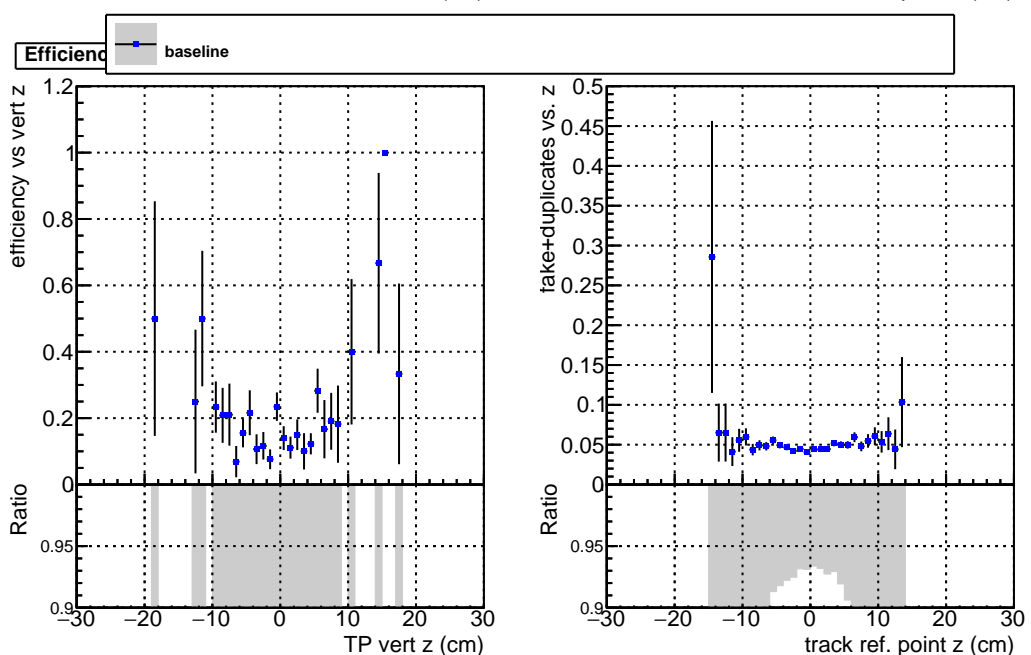 baseline
Efficienc
efficiency vs vert z
1.2
1
0.8
0.6
0.4
0.2
0
Ratio
0.95
0.9
−30 −20 −10 0 10 20 30
TP vert z (cm)
fake+duplicates vs. z
0.5
0.45
0.4
0.35
0.3
0.25
0.2
0.15
0.1
0.05
0
Ratio
0.95
0.9
−30 −20 −10 0 10 20 30
track ref. point z (cm)